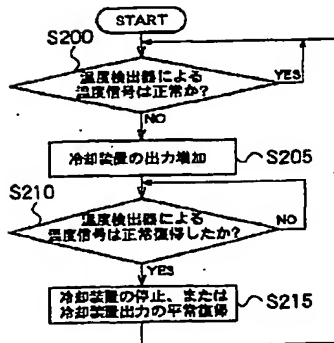 START
S200
温度検出器による
温度信号は正常か?
YES
NO
冷却装置の出力増加
S205
S210
温度検出器による
温度信号は正常復帰したか?
NO
YES
冷却装置の停止、または
冷却装置出力の平常復帰
S215